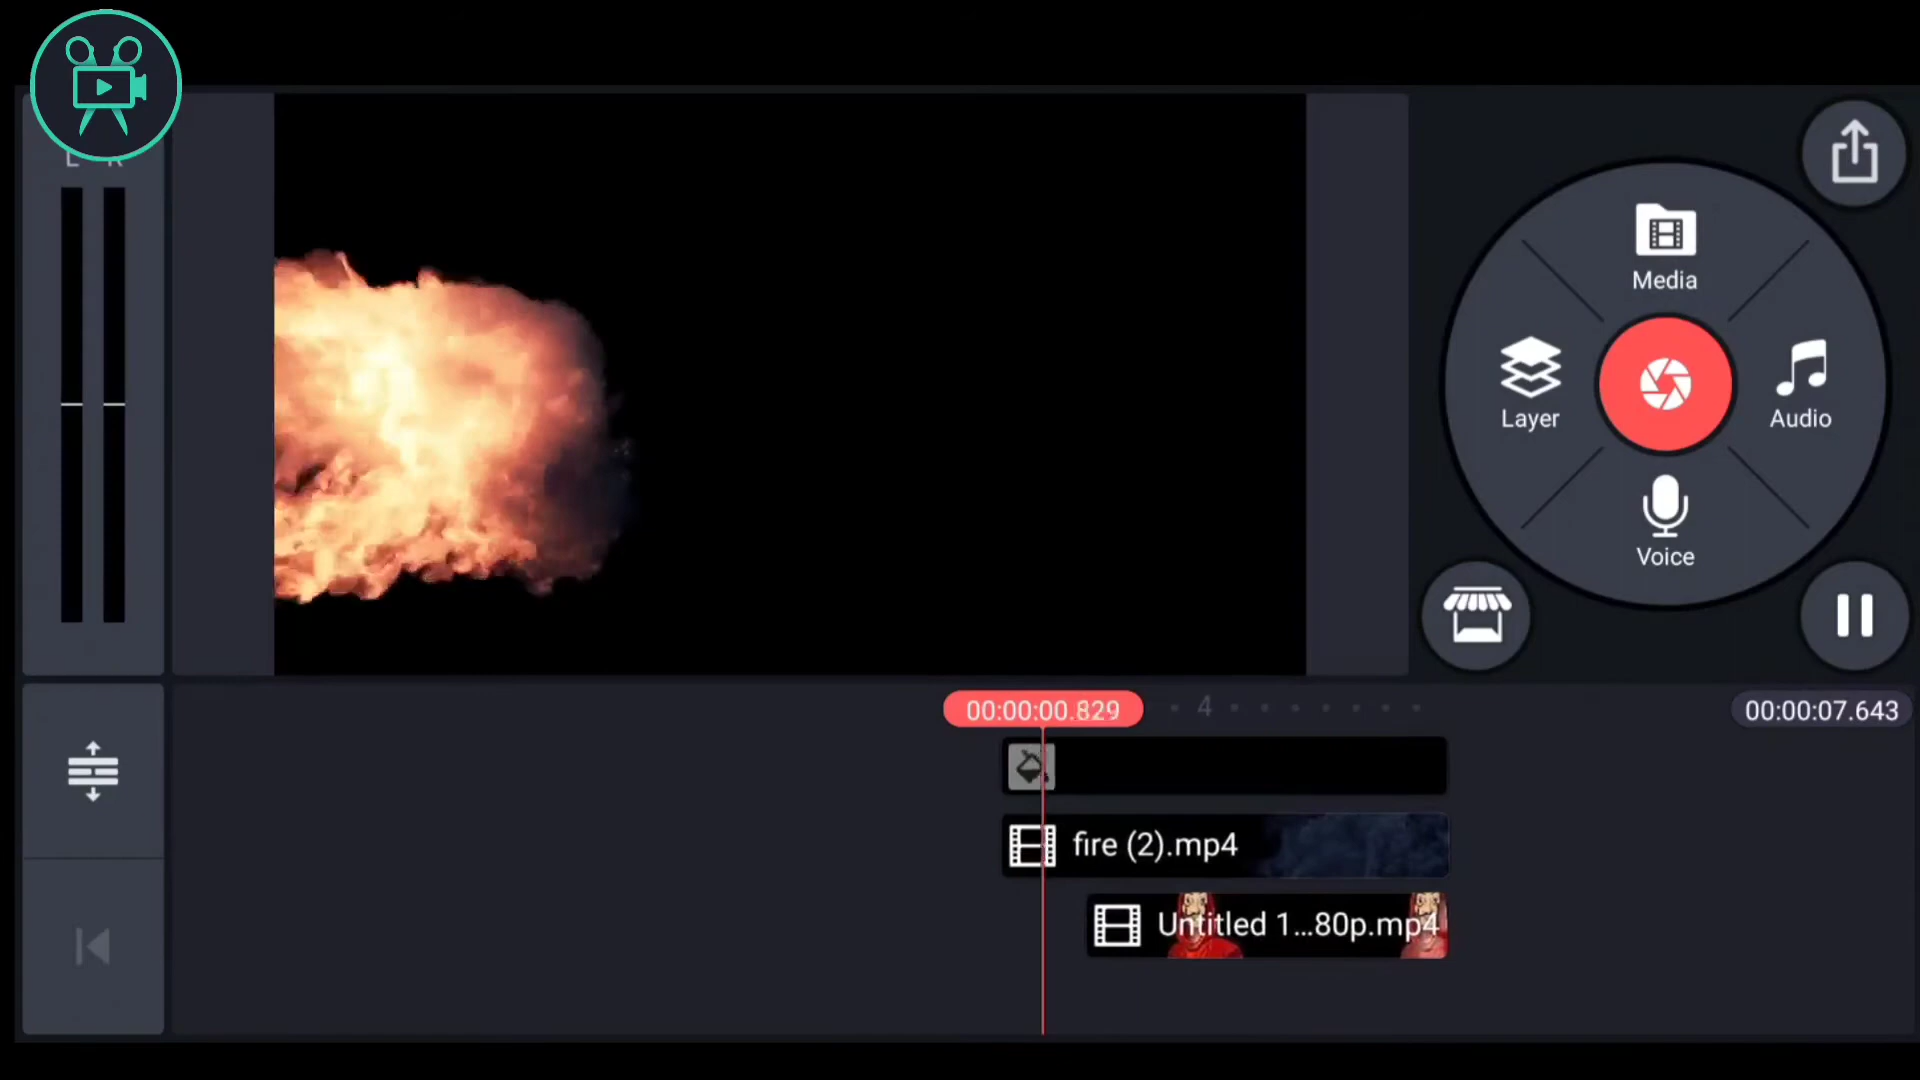 L R
Media
Layer
Audio
Voice
00:00:00.829
4
00:00:07.643
fire (2).mp4
Untitled 1...80p.mp4